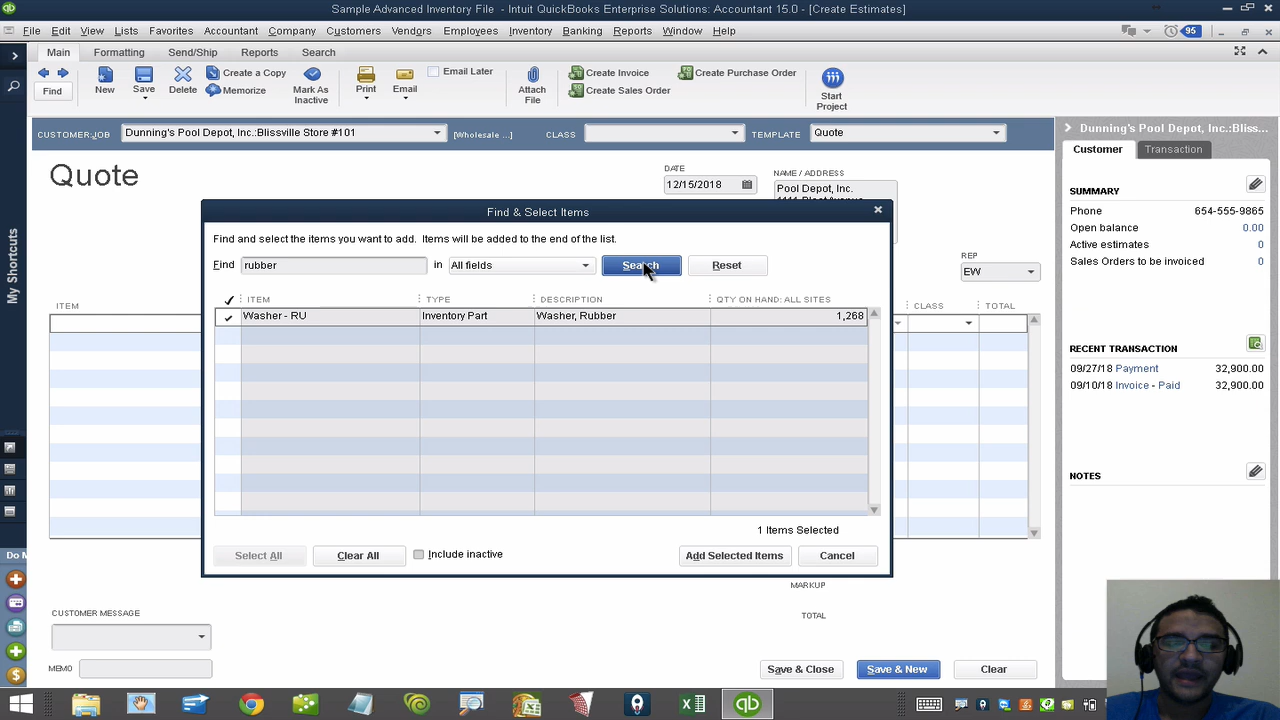 Sample Advanced Inventory File - Intuit QuickBooks Enterprise Solutions: Accountant 15.0 - [Create Estimates]
File Edit View Lists Favorites Accountant Company Customers Vendors Employees Inventory Banking Reports Window Help
95
Main Formatting Send/Ship Reports Search
Find
New
Save
Delete
Create a Copy
Memorize
Mark As
Inactive
Print
Email
Email Later
Attach
File
Create Invoice
Create Sales Order
Create Purchase Order
Start
Project
CUSTOMER:JOB Dunning's Pool Depot, Inc.:Blissville Store #101 [Wholesale ...] CLASS TEMPLATE Quote
Dunning's Pool Depot, Inc.:Bliss...
Customer Transaction
Quote
DATE
12/15/2018
NAME / ADDRESS
Pool Depot, Inc.
REP
EW
ITEM
CLASS TOTAL
Find & Select Items
Find and select the items you want to add. Items will be added to the end of the list.
Find rubber in All fields Search Reset
ITEM TYPE DESCRIPTION QTY ON HAND: ALL SITES
Washer - RU Inventory Part Washer, Rubber 1,268
1 Items Selected
Select All Clear All Include inactive Add Selected Items Cancel
MARKUP
TOTAL
CUSTOMER MESSAGE
MEMO
Save & Close Save & New Clear
SUMMARY
Phone 654-555-9865
Open balance 0.00
Active estimates 0
Sales Orders to be invoiced 0
RECENT TRANSACTION
09/27/18 Payment 32,900.00
09/10/18 Invoice - Paid 32,900.00
NOTES
My Shortcuts
Do M
qb